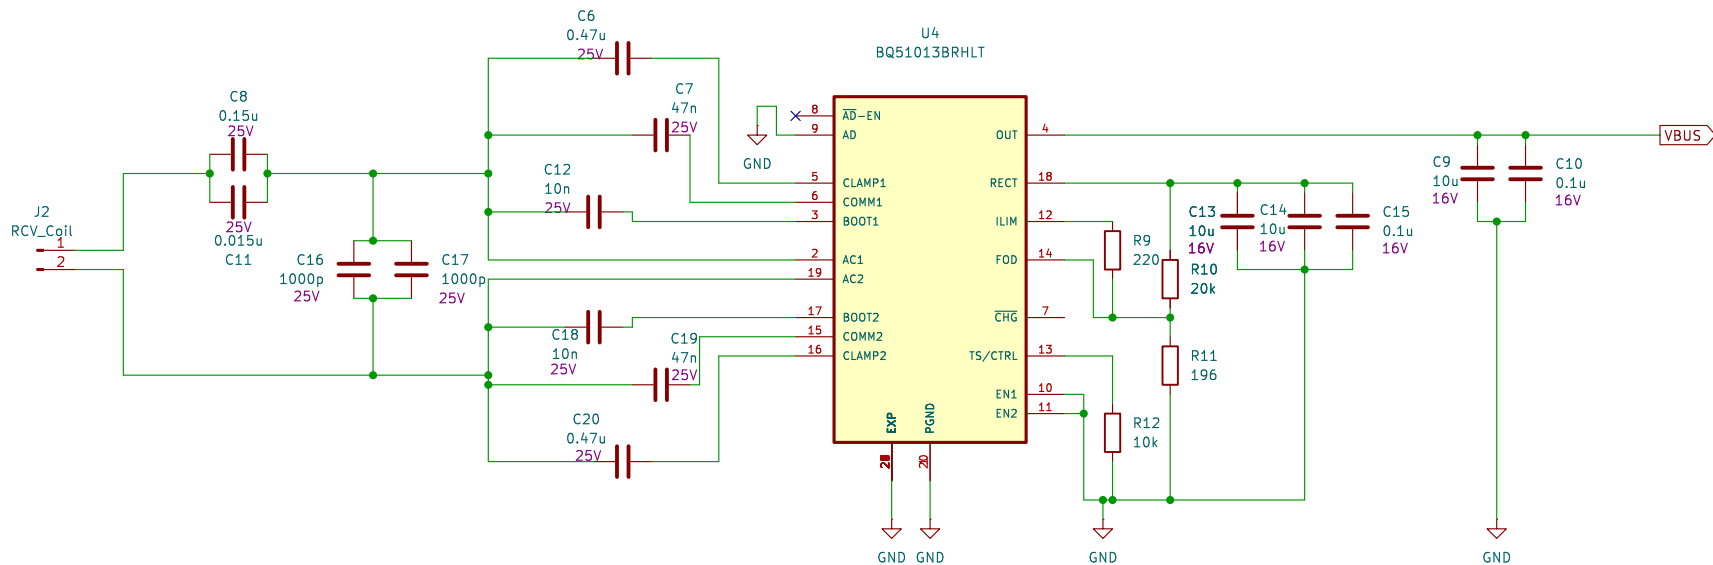 C6
0.47u
25V
U4
BQ51013BRHLT
C7
47n
25V
C8
0.15u
25V
25V
0.015u
C11
C12
10n
25V
GND
8
AD-EN
9
AD
5
CLAMP1
6
COMM1
3
BOOT1
2
AC1
19
AC2
17
BOOT2
15
COMM2
16
CLAMP2
OUT
4
RECT
18
ILIM
12
FOD
14
CHG
7
TS/CTRL
13
EN1
10
EN2
11
EXP
PGND
VBUS
C9
10u
16V
C10
0.1u
16V
C13
10u
16V
C14
10u
16V
C15
0.1u
16V
J2
RCV_Coil
1
2
C16
1000p
25V
C17
1000p
25V
R9
220
R10
20k
R11
196
R12
10k
C18
10n
25V
C19
47n
25V
C20
0.47u
25V
GND
GND
GND
GND